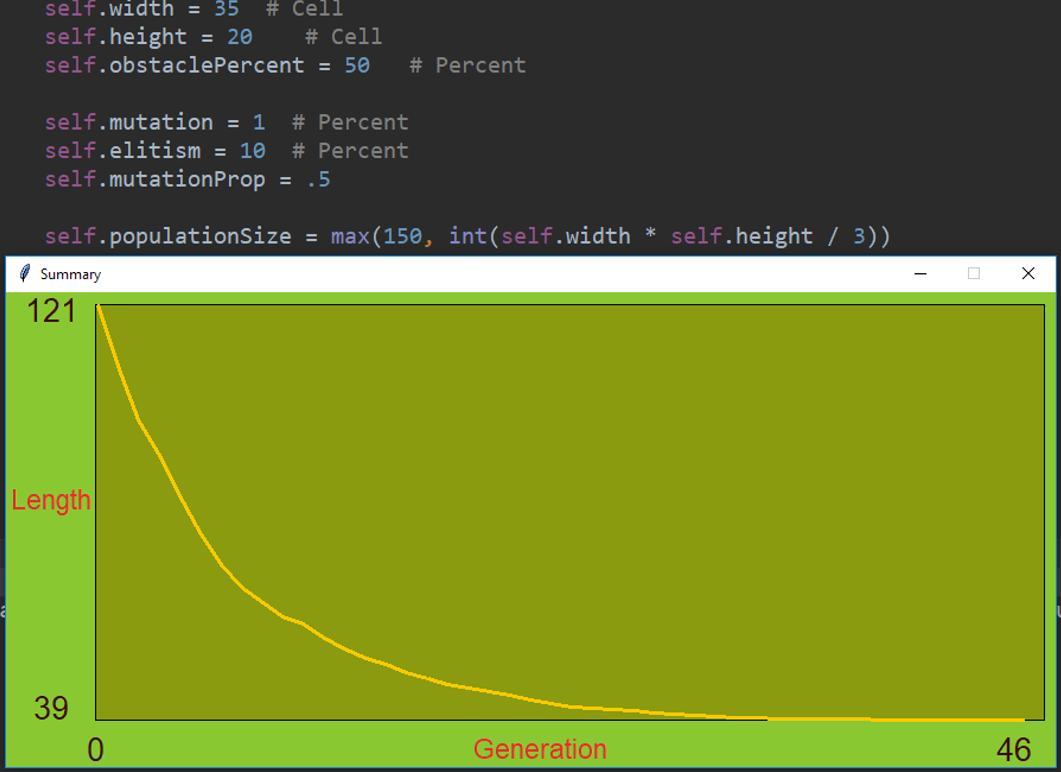 self.width = 35  # Cell
self.height = 20    # Cell
self.obstaclePercent = 50   # Percent
self.mutation = 1  # Percent
self.elitism = 10  # Percent
self.mutationProp = .5
self.populationSize = max(150, int(self.width * self.height / 3))
Summary
121
Length
39
0
Generation
46